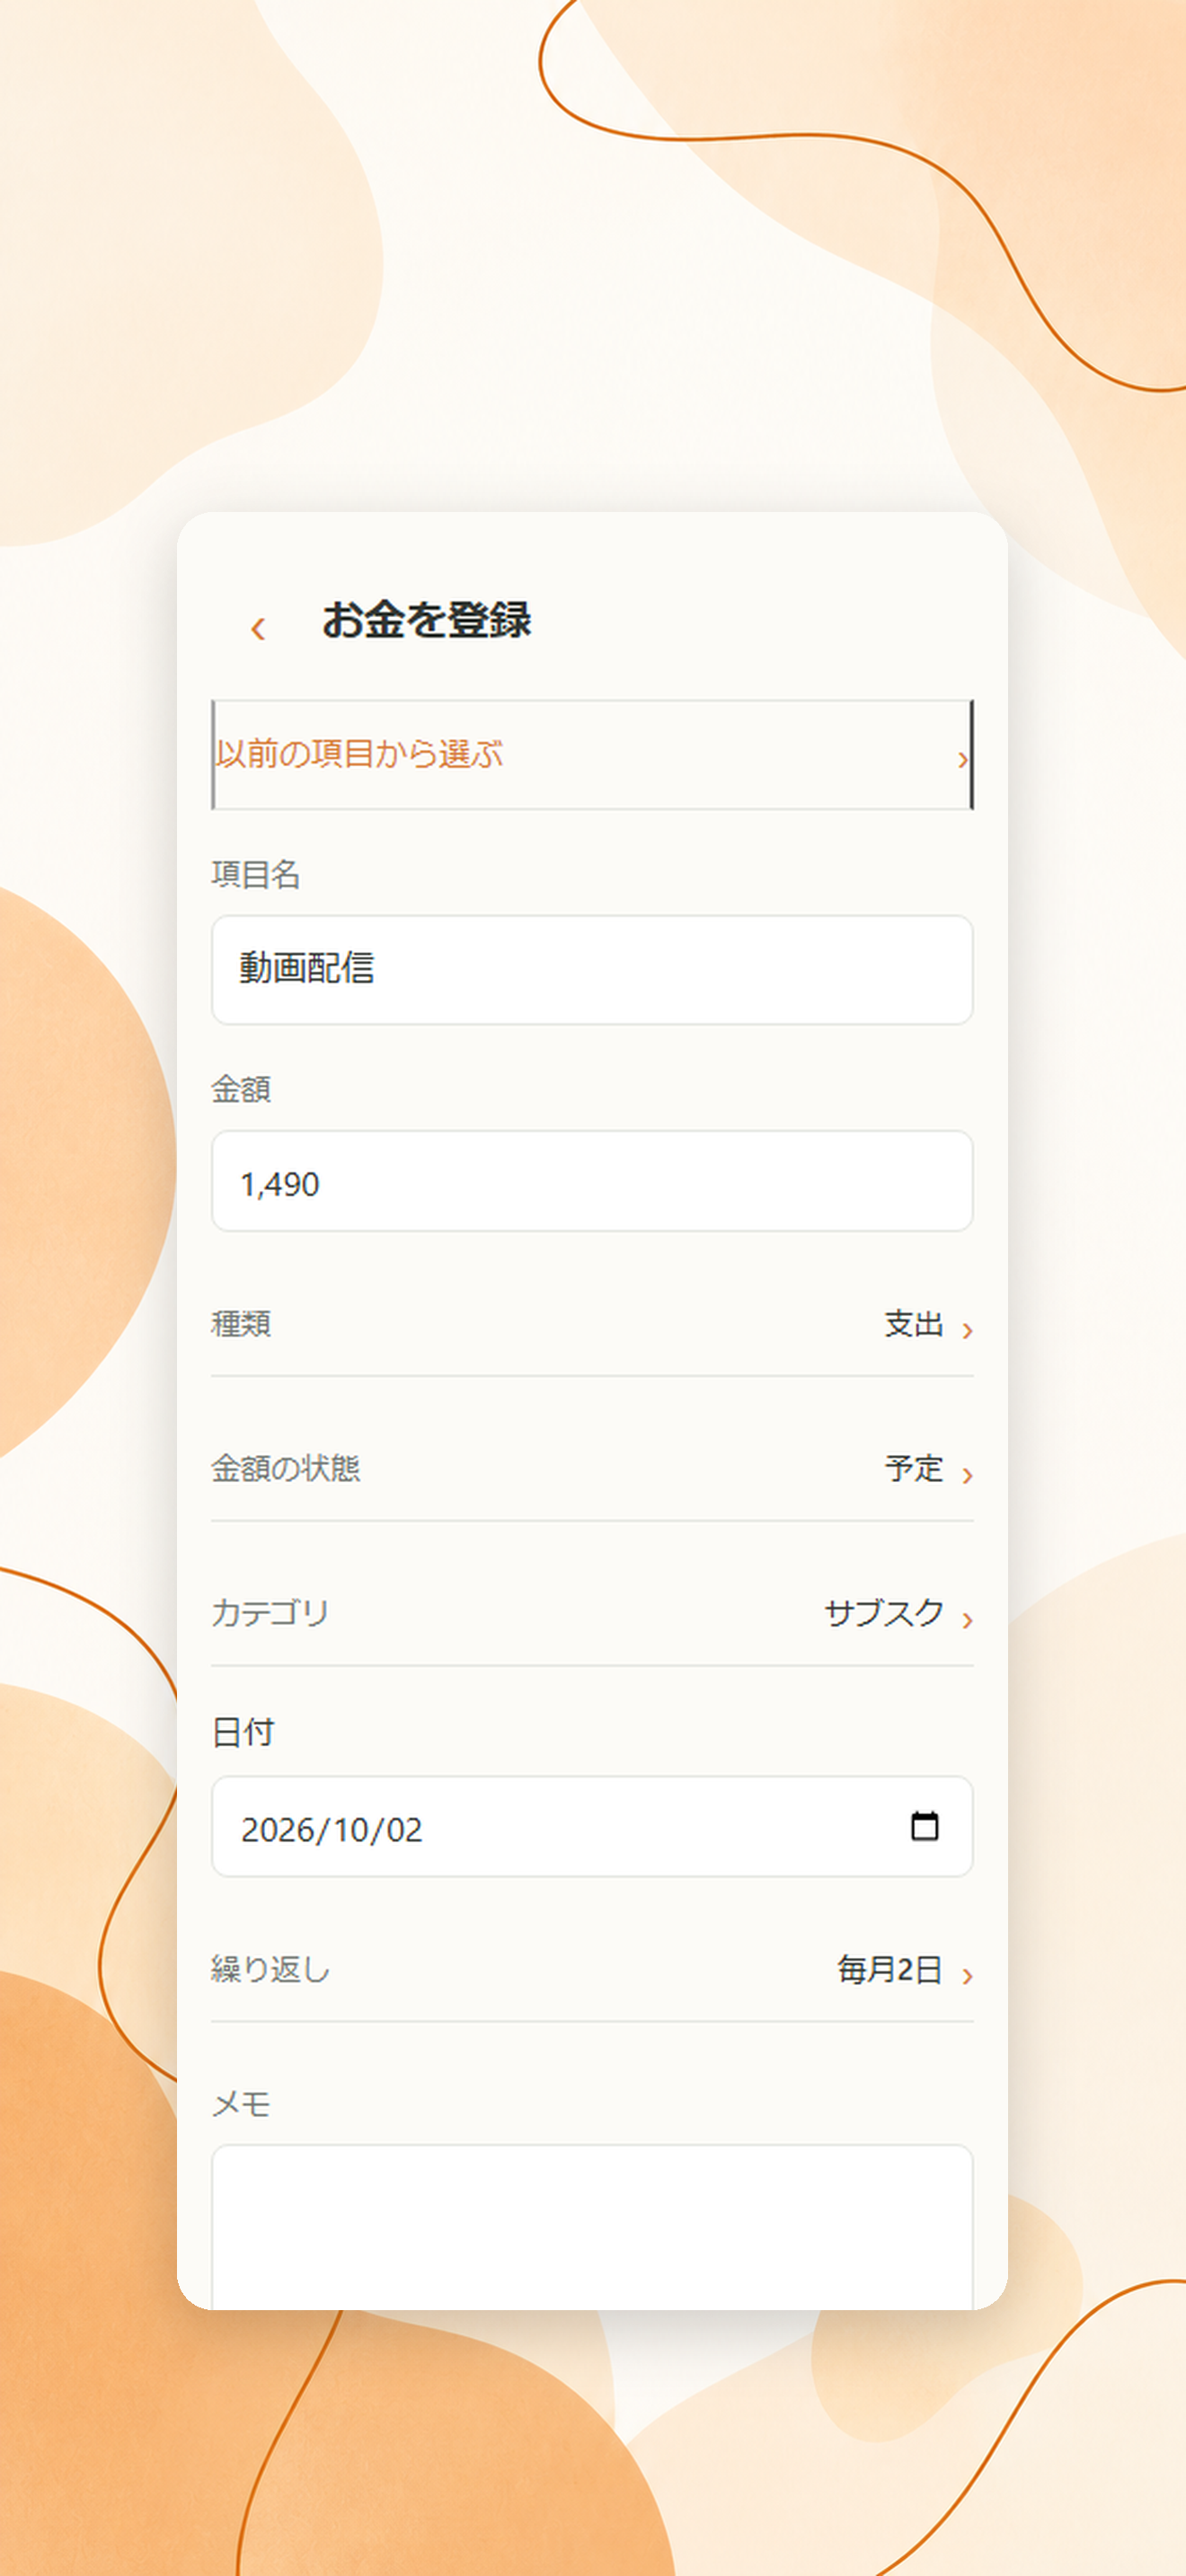 ‹ お金を登録
以前の項目から選ぶ ›
項目名
動画配信
金額
1,490
種類 支出 ›
金額の状態 予定 ›
カテゴリ サブスク ›
日付
2026/10/02
繰り返し 毎月2日 ›
メモ